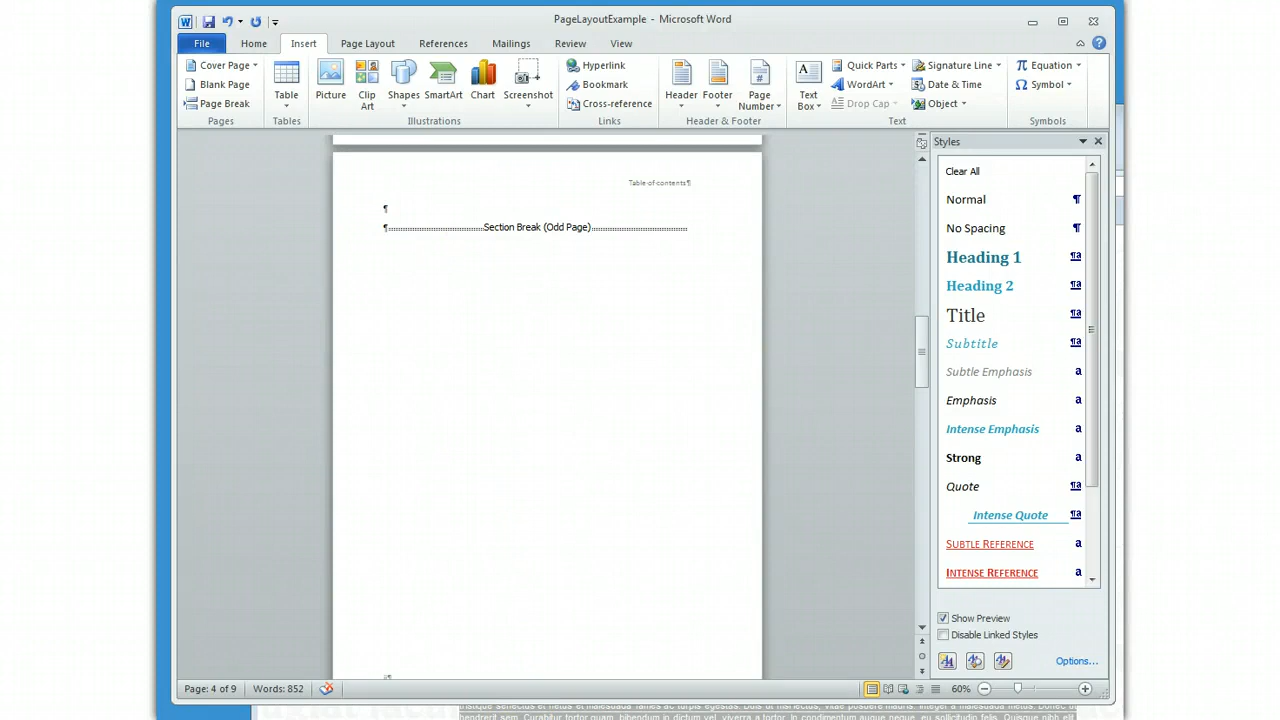 PageLayoutExample - Microsoft Word
File Home Insert Page Layout References Mailings Review View
Cover Page
Blank Page
Page Break
Pages
Table
Tables
Picture
Clip Art
Shapes
SmartArt
Chart
Screenshot
Illustrations
Hyperlink
Bookmark
Cross-reference
Links
Header
Footer
Page Number
Header & Footer
Text Box
Quick Parts
WordArt
Drop Cap
Signature Line
Date & Time
Object
Text
Equation
Symbol
Symbols
Table·of·contents¶
¶
¶Section Break (Odd Page)
¶
Styles
Clear All
Normal ¶
No Spacing ¶
Heading 1 ¶a
Heading 2 ¶a
Title ¶a
Subtitle ¶a
Subtle Emphasis a
Emphasis a
Intense Emphasis a
Strong a
Quote ¶a
Intense Quote ¶a
SUBTLE REFERENCE a
INTENSE REFERENCE a
Show Preview
Disable Linked Styles
Options...
Page: 4 of 9 Words: 852 60%